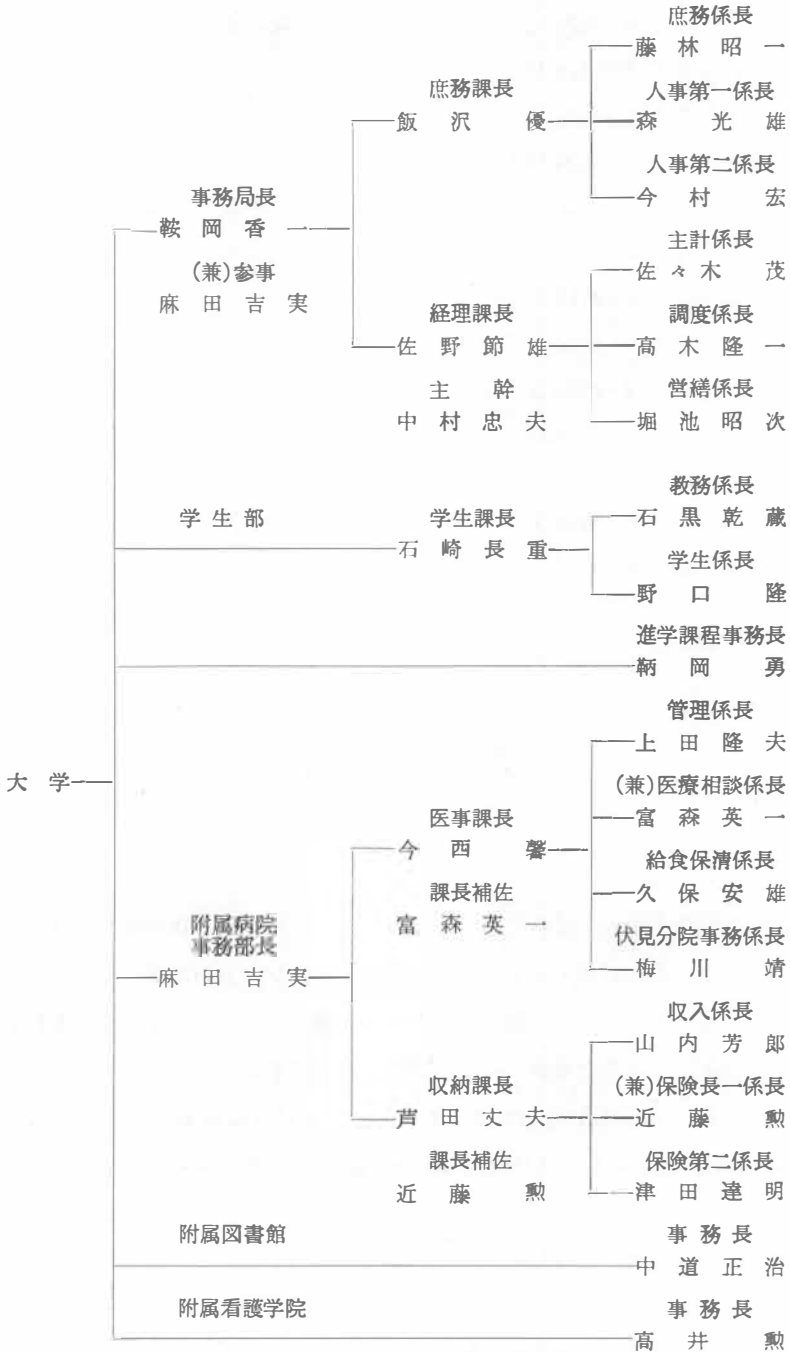 庶務係長
藤林昭一
庶務課長
飯沢優
人事第一係長
森光雄
人事第二係長
今村宏
事務局長
鞍岡香一
(兼)参事
麻田吉実
主計係長
佐々木茂
経理課長
佐野節雄
主幹
中村忠夫
調度係長
高木隆一
営繕係長
堀池昭次
学生部
学生課長
石崎長重
教務係長
石黒乾蔵
学生係長
野口隆
進学課程事務長
鞆岡勇
大学
管理係長
上田隆夫
医事課長
今西馨
課長補佐
富森英一
(兼)医療相談係長
富森英一
給食保清係長
久保安雄
伏見分院事務係長
梅川靖
附属病院
事務部長
麻田吉実
収入係長
山内芳郎
収納課長
芦田丈夫
課長補佐
近藤勲
(兼)保険長一係長
近藤勲
保険第二係長
津田達明
附属図書館
事務長
中道正治
附属看護学院
事務長
高井勲